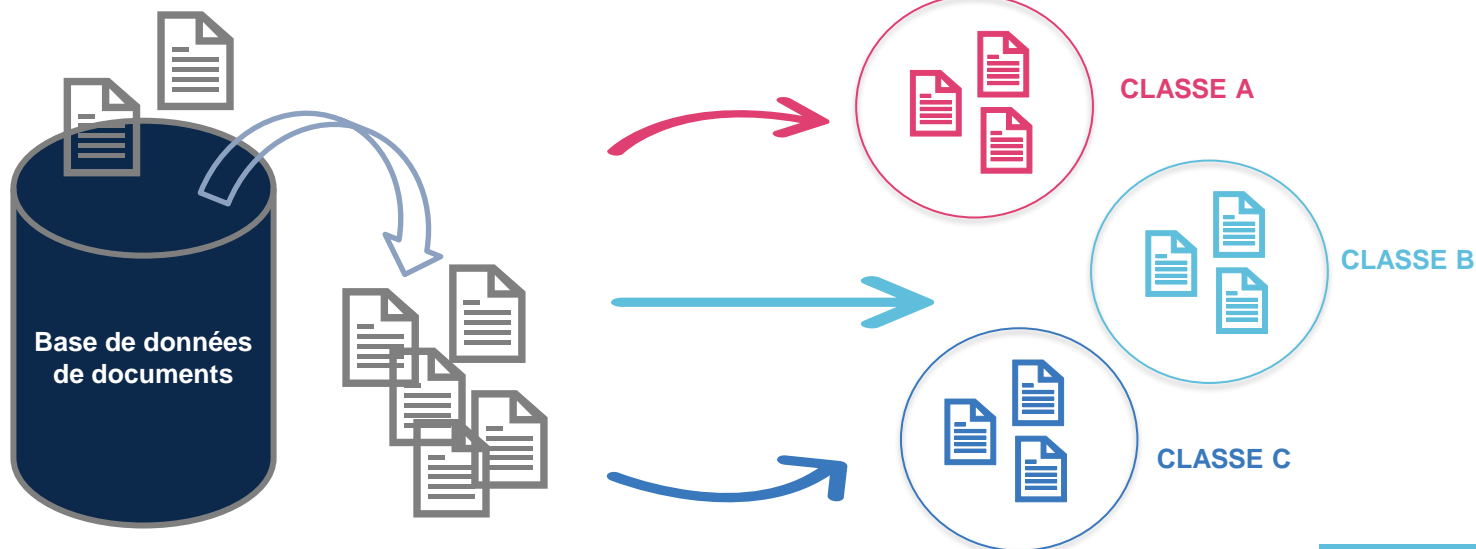 CLASSE A
CLASSE B
Base de données
de documents
CLASSE C